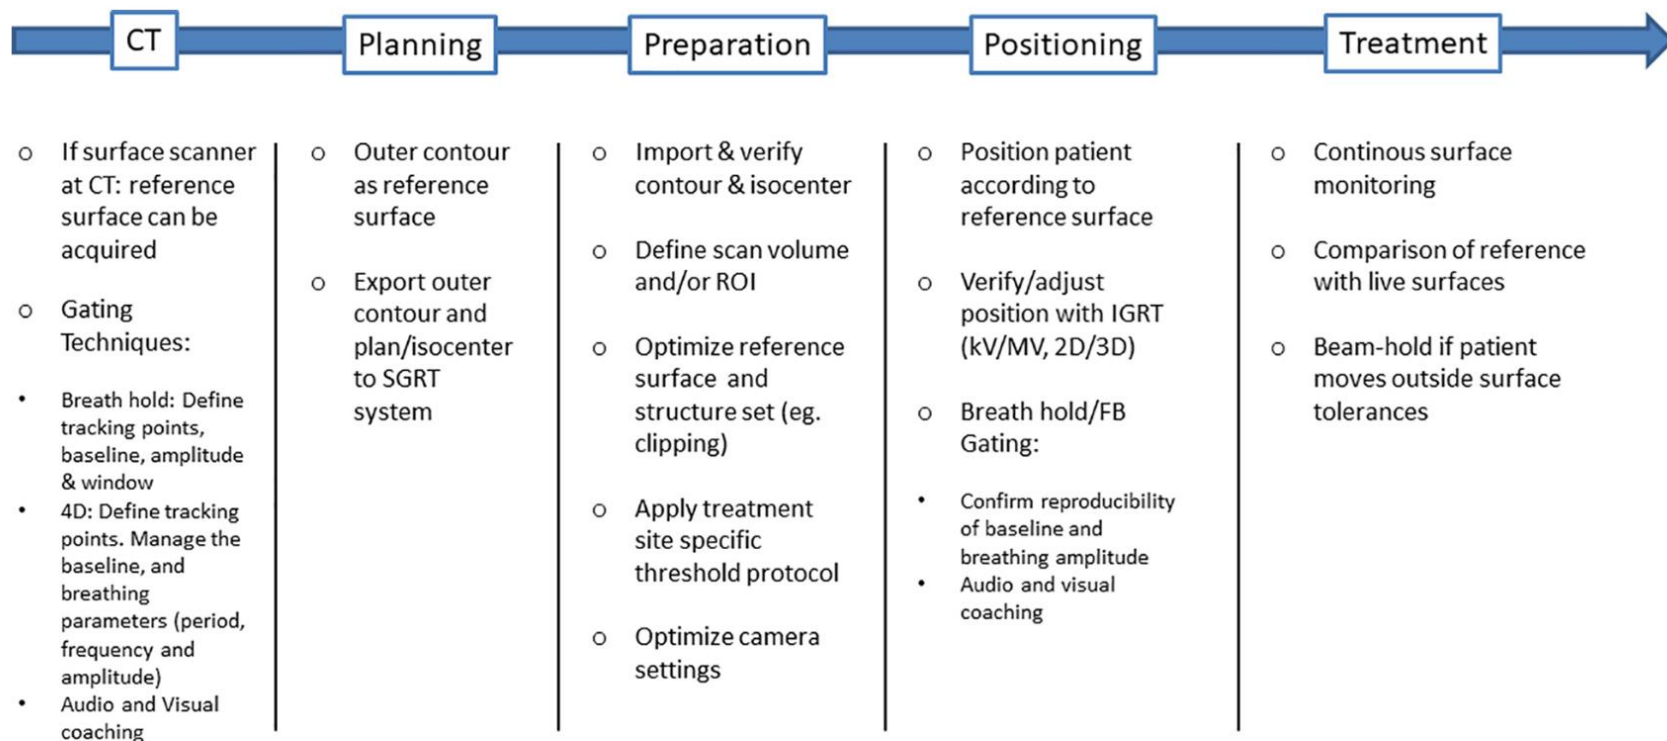 CT
Planning
Preparation
Positioning
Treatment
o If surface scanner
at CT: reference
surface can be
acquired
o Gating
Techniques:
• Breath hold: Define
tracking points,
baseline, amplitude
& window
• 4D: Define tracking
points. Manage the
baseline, and
breathing
parameters (period,
frequency and
amplitude)
• Audio and Visual
coaching
o Outer contour
as reference
surface
o Export outer
contour and
plan/isocenter
to SGRT
system
o Import & verify
contour & isocenter
o Define scan volume
and/or ROI
o Optimize reference
surface and
structure set (eg.
clipping)
o Apply treatment
site specific
threshold protocol
o Optimize camera
settings
o Position patient
according to
reference surface
o Verify/adjust
position with IGRT
(kV/MV, 2D/3D)
o Breath hold/FB
Gating:
• Confirm reproducibility
of baseline and
breathing amplitude
• Audio and visual
coaching
o Continous surface
monitoring
o Comparison of reference
with live surfaces
o Beam-hold if patient
moves outside surface
tolerances